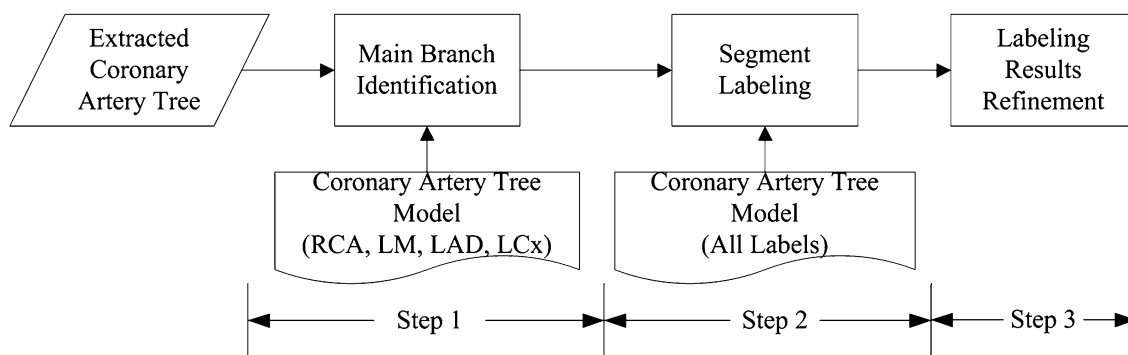 Extracted
Coronary
Artery Tree
Main Branch
Identification
Segment
Labeling
Labeling
Results
Refinement
Coronary Artery Tree
Model
(RCA, LM, LAD, LCx)
Coronary Artery Tree
Model
(All Labels)
Step 1
Step 2
Step 3